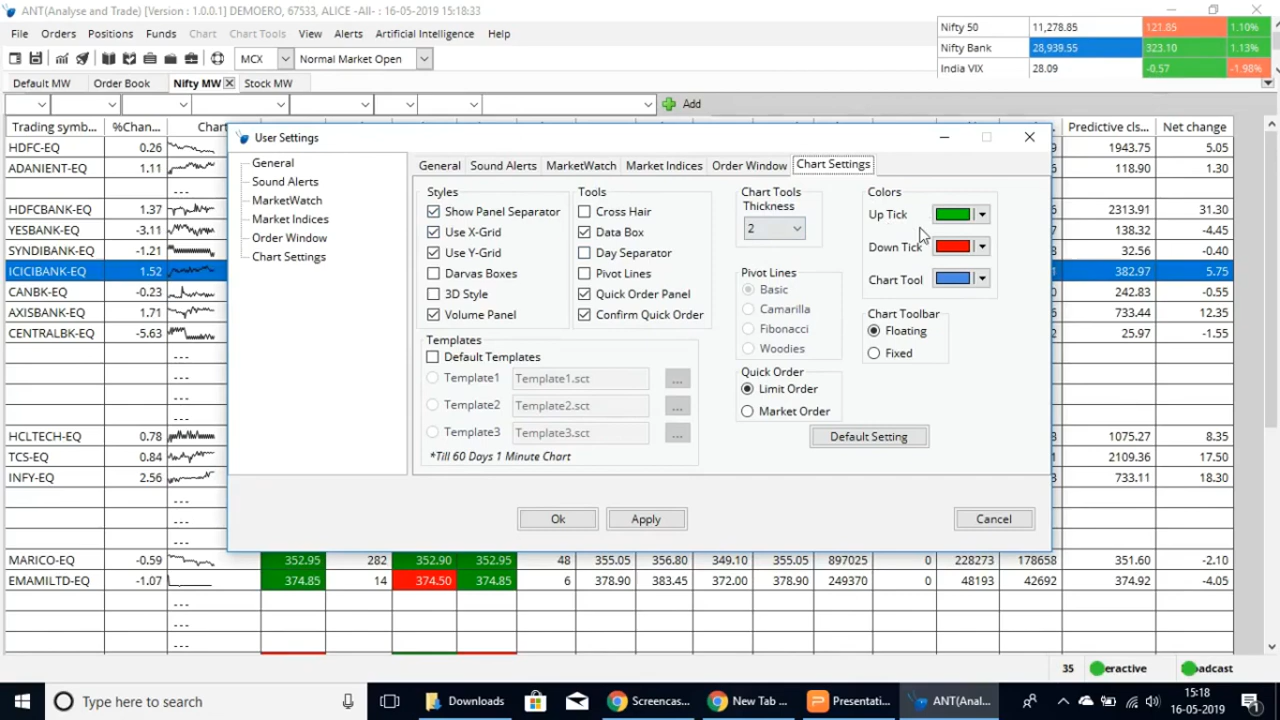 ANT(Analyse and Trade) [Version : 1.0.0.1] DEMOERO, 67533, ALICE -All- : 16-05-2019 15:18:33
File Orders Positions Funds Chart Chart Tools View Alerts Artificial Intelligence Help
Nifty 50 11,278.85 121.85 1.10%
Nifty Bank 28,939.55 323.10 1.13%
India VIX 28.09 -0.57 -1.98%
MCX Normal Market Open
Default MW Order Book Nifty MW Stock MW
Add
Trading symb... %Chan... Predictive cls... Net change
HDFC-EQ 0.26 1943.75 5.05
ADANIENT-EQ 1.11 118.90 1.30
---
HDFCBANK-EQ 1.37 2313.91 31.30
YESBANK-EQ -3.11 138.32 -4.45
SYNDIBANK-EQ -1.21 32.56 -0.40
ICICIBANK-EQ 1.52 382.97 5.75
CANBK-EQ -0.23 242.83 -0.55
AXISBANK-EQ 1.71 733.44 12.35
CENTRALBK-EQ -5.63 25.97 -1.55
---
---
---
---
HCLTECH-EQ 0.78 1075.27 8.35
TCS-EQ 0.84 2109.36 17.50
INFY-EQ 2.56 733.11 18.30
---
---
---
MARICO-EQ -0.59 352.95 282 352.90 352.95 48 355.05 356.80 349.10 355.05 897025 0 228273 178658 351.60 -2.10
EMAMILTD-EQ -1.07 374.85 14 374.50 374.85 6 378.90 383.45 372.00 378.90 249370 0 48193 42692 374.92 -4.05
---
---
---
User Settings
General
Sound Alerts
MarketWatch
Market Indices
Order Window
Chart Settings
General Sound Alerts MarketWatch Market Indices Order Window Chart Settings
Styles
Show Panel Separator
Use X-Grid
Use Y-Grid
Darvas Boxes
3D Style
Volume Panel
Tools
Cross Hair
Data Box
Day Separator
Pivot Lines
Quick Order Panel
Confirm Quick Order
Templates
Default Templates
Template1 Template1.sct ...
Template2 Template2.sct ...
Template3 Template3.sct ...
*Till 60 Days 1 Minute Chart
Chart Tools
Thickness
2
Pivot Lines
Basic
Camarilla
Fibonacci
Woodies
Quick Order
Limit Order
Market Order
Colors
Up Tick
Down Tick
Chart Tool
Chart Toolbar
Floating
Fixed
Default Setting
Ok Apply Cancel
35 eractive adcast
Type here to search Downloads Screencas... New Tab ... Presentati... ANT(Anal... 15:18
16-05-2019